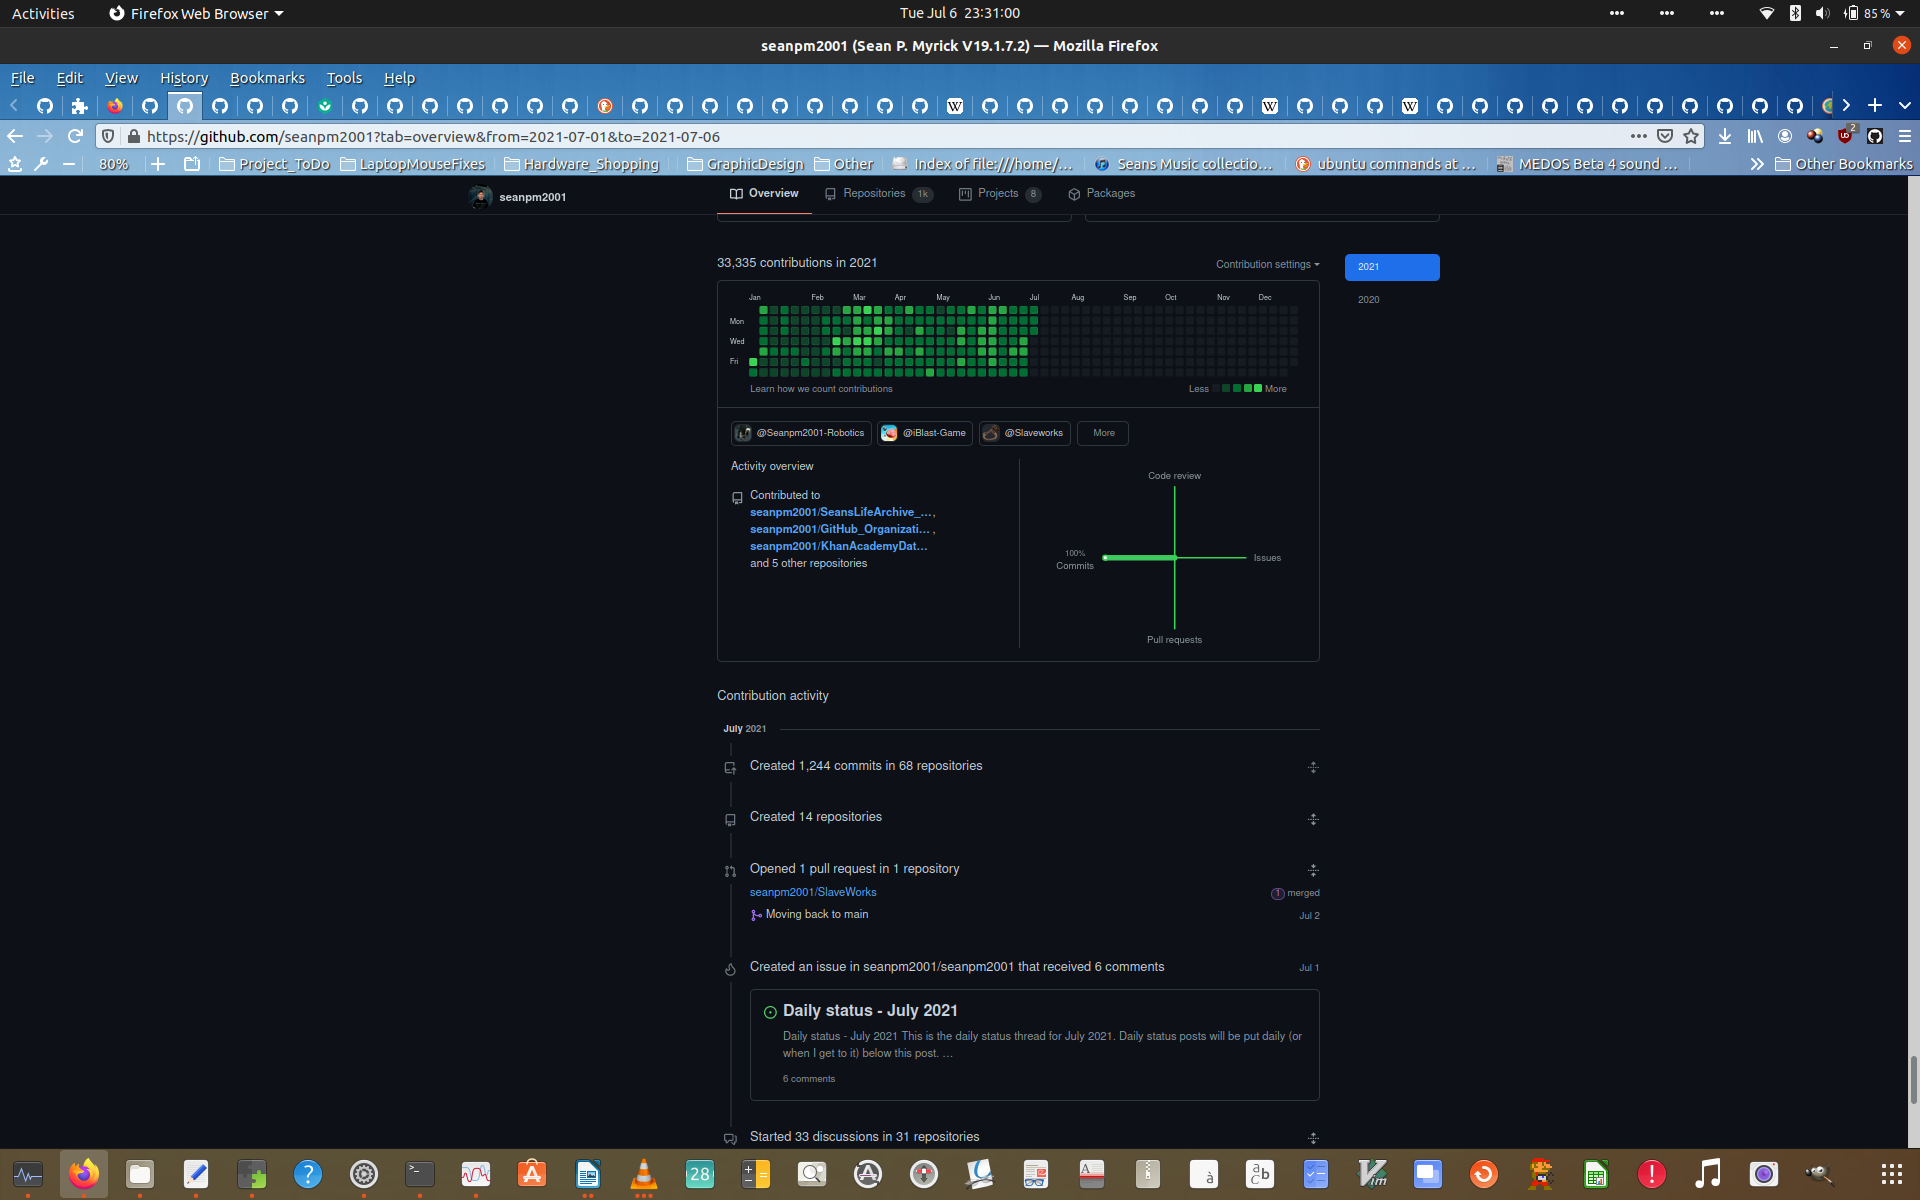 Activities
Firefox Web Browser
Tue Jul 6 23:31:00
85 %
seanpm2001 (Sean P. Myrick V19.1.7.2) — Mozilla Firefox
File Edit View History Bookmarks Tools Help
https://github.com/seanpm2001?tab=overview&from=2021-07-01&to=2021-07-06
2
80%
Project_ToDo
LaptopMouseFixes
Hardware_Shopping
GraphicDesign
Other
Index of file:///home/…
Seans Music collectio…
ubuntu commands at …
MEDOS Beta 4 sound …
Other Bookmarks
seanpm2001
Overview
Repositories 1k
Projects 8
Packages
33,335 contributions in 2021
Contribution settings
2021
2020
Jan Feb Mar Apr May Jun Jul Aug Sep Oct Nov Dec
Mon
Wed
Fri
Learn how we count contributions
Less More
@Seanpm2001-Robotics
@iBlast-Game
@Slaveworks
More
Activity overview
Contributed to
seanpm2001/SeansLifeArchive_…,
seanpm2001/GitHub_Organizati… ,
seanpm2001/KhanAcademyDat…
and 5 other repositories
Code review
100%
Commits
Issues
Pull requests
Contribution activity
July 2021
Created 1,244 commits in 68 repositories
Created 14 repositories
Opened 1 pull request in 1 repository
seanpm2001/SlaveWorks
1 merged
Moving back to main
Jul 2
Created an issue in seanpm2001/seanpm2001 that received 6 comments
Jul 1
Daily status - July 2021
Daily status - July 2021 This is the daily status thread for July 2021. Daily status posts will be put daily (or
when I get to it) below this post. …
6 comments
Started 33 discussions in 31 repositories
28